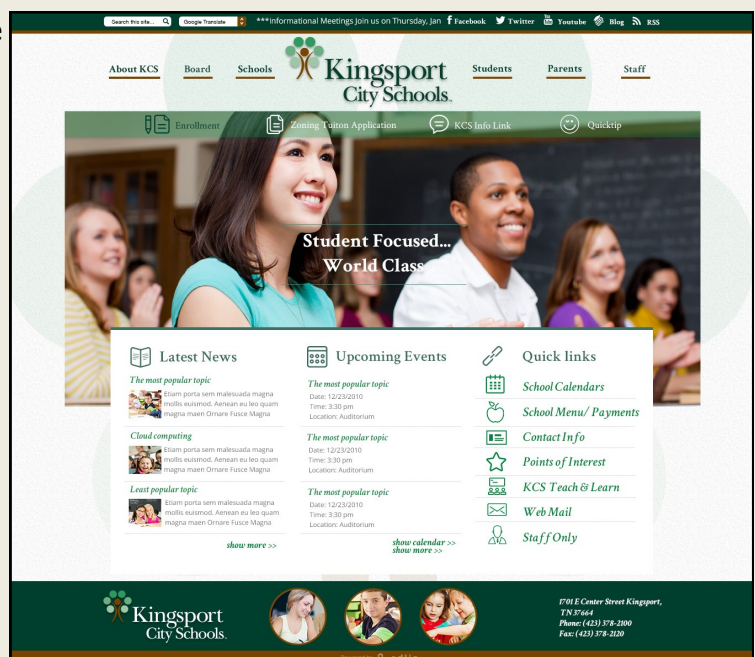 e
Search this site...
Google Translate
***informational Meetings Join us on Thursday, Jan
Facebook
Twitter
Youtube
Blog
RSS
About KCS
Board
Schools
Kingsport
City Schools.
Students
Parents
Staff
Enrollment
Zoning Tuiton Application
KCS Info Link
Quicktip
Student Focused...
World Class
Latest News
The most popular topic
Etiam porta sem malesuada magna
mollis euismod. Aenean eu leo quam
magna maen Ornare Fusce Magna
Cloud computing
Etiam porta sem malesuada magna
mollis euismod. Aenean eu leo quam
magna maen Ornare Fusce Magna
Least popular topic
Etiam porta sem malesuada magna
mollis euismod. Aenean eu leo quam
magna maen Ornare Fusce Magna
show more >>
Upcoming Events
The most popular topic
Date: 12/23/2010
Time: 3:30 pm
Location: Auditorium
The most popular topic
Date: 12/23/2010
Time: 3:30 pm
Location: Auditorium
The most popular topic
Date: 12/23/2010
Time: 3:30 pm
Location: Auditorium
show calendar >>
show more >>
Quick links
School Calendars
School Menu/ Payments
Contact Info
Points of Interest
KCS Teach & Learn
Web Mail
Staff Only
Kingsport
City Schools.
1701 E Center Street Kingsport,
TN 37664
Phone: (423) 378-2100
Fax: (423) 378-2120